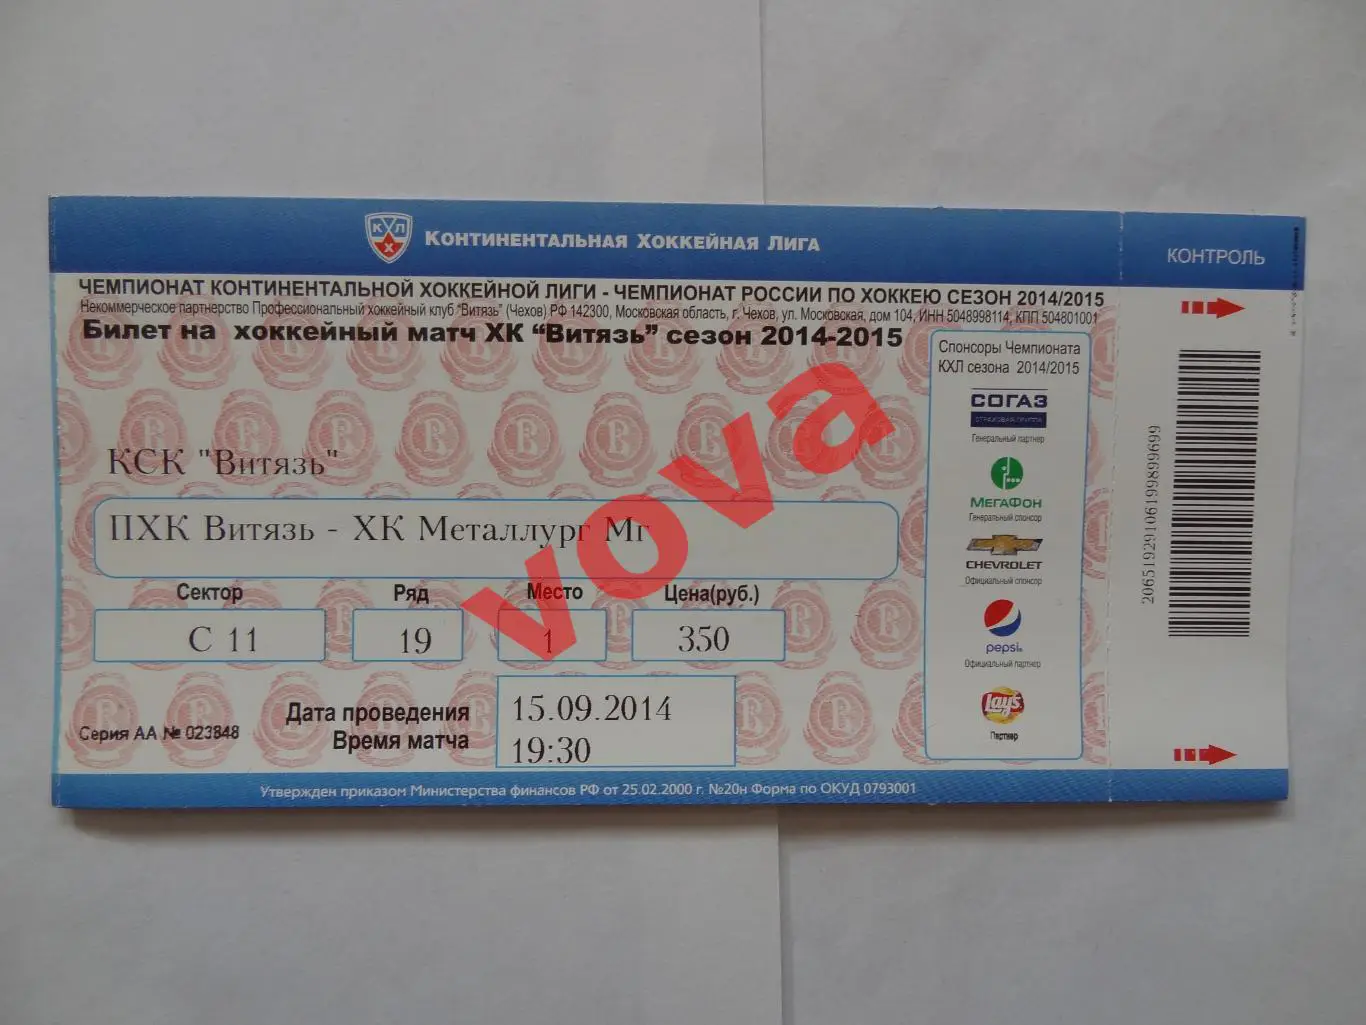 КХЛ
Континентальная Хоккейная Лига
КОНТРОЛЬ
ЧЕМПИОНАТ КОНТИНЕНТАЛЬНОЙ ХОККЕЙНОЙ ЛИГИ - ЧЕМПИОНАТ РОССИИ ПО ХОККЕЮ СЕЗОН 2014/2015
Некоммерческое партнерство Профессиональный хоккейный клуб "Витязь" (Чехов) РФ 142300, Московская область, г. Чехов, ул. Московская, дом 104, ИНН 5048998114, КПП 504801001
Билет на хоккейный матч ХК "Витязь" сезон 2014-2015
КСК "Витязь"
ПХК Витязь - ХК Металлург Мг
Сектор Ряд Место Цена(руб.)
С 11 19 1 350
Дата проведения 15.09.2014
Время матча 19:30
Серия АА № 023848
Спонсоры Чемпионата
КХЛ сезона 2014/2015
СОГАЗ
СТРАХОВАЯ ГРУППА
Генеральный партнер
МЕГАФОН
Генеральный спонсор
CHEVROLET
Официальный спонсор
pepsi
Официальный партнер
Lay's
Партнер
20651929106199899699
Утвержден приказом Министерства финансов РФ от 25.02.2000 г. №20н Форма по ОКУД 0793001
vova